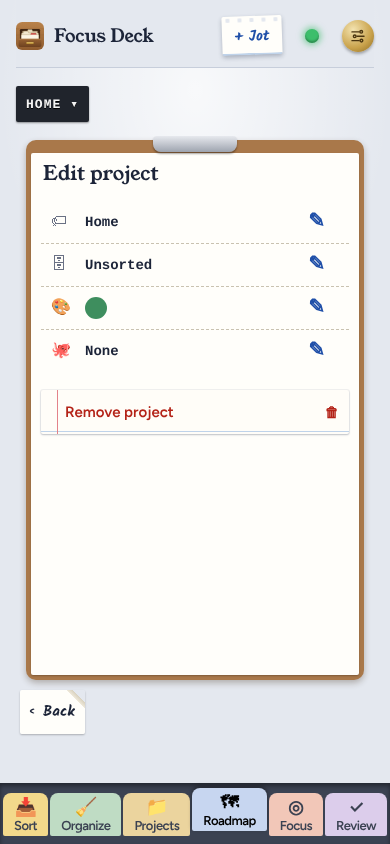 Focus Deck
+ Jot
HOME ▾
Edit project
Home
Unsorted
None
Remove project
‹ Back
Sort
Organize
Projects
Roadmap
Focus
Review